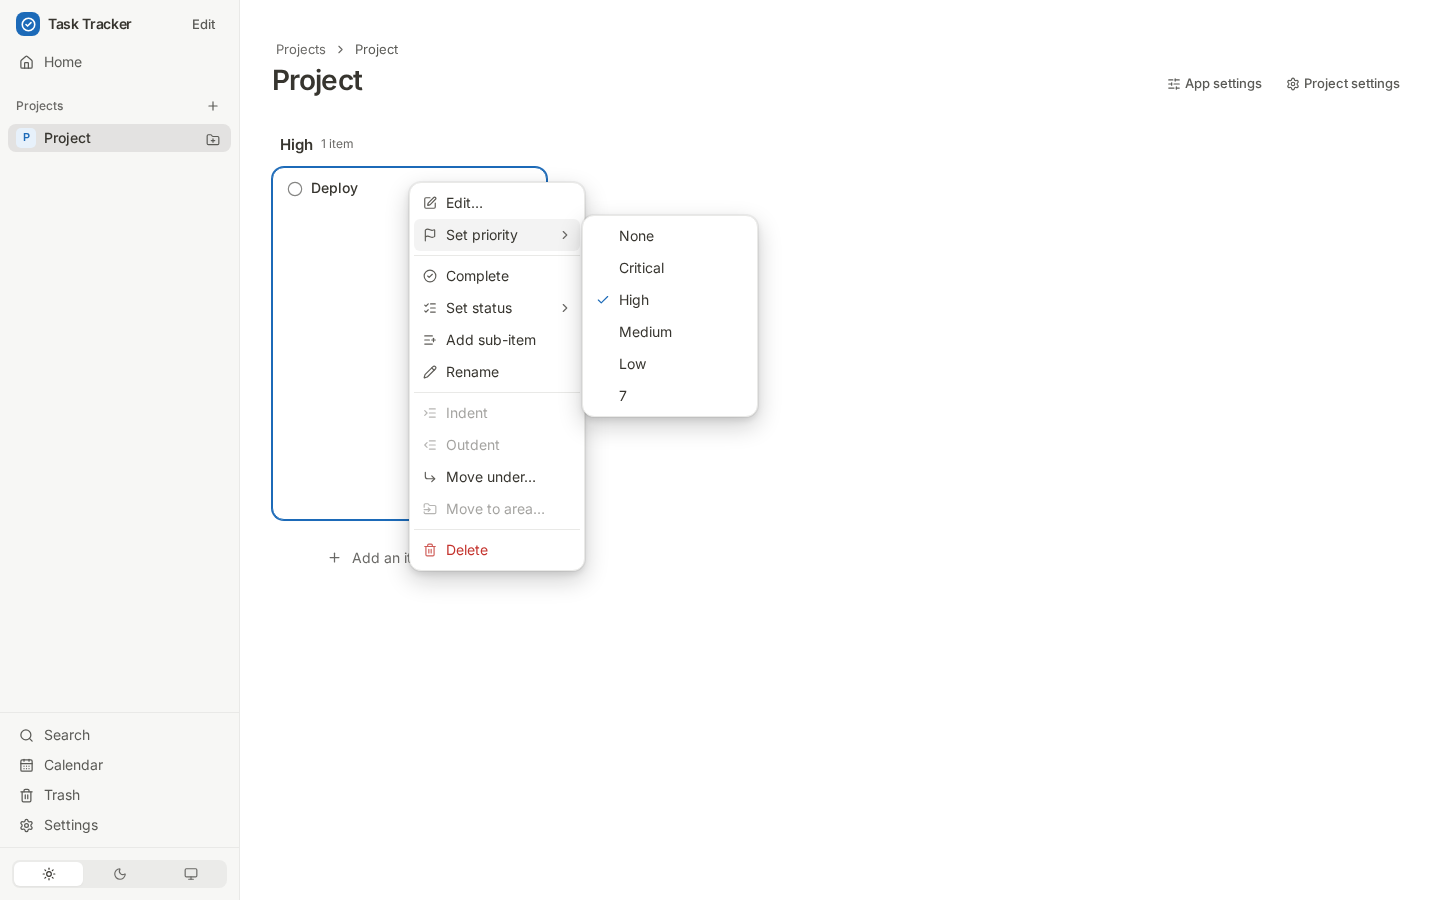 Task Tracker
Edit
Home
Projects
P
Project
Search
Calendar
Trash
Settings
Projects
Project
Project
App settings
Project settings
High
1 item
Deploy
Add an
Edit...
Set priority
Complete
Set status
Add sub-item
Rename
Indent
Outdent
Move under...
Move to area...
Delete
None
Critical
High
Medium
Low
7